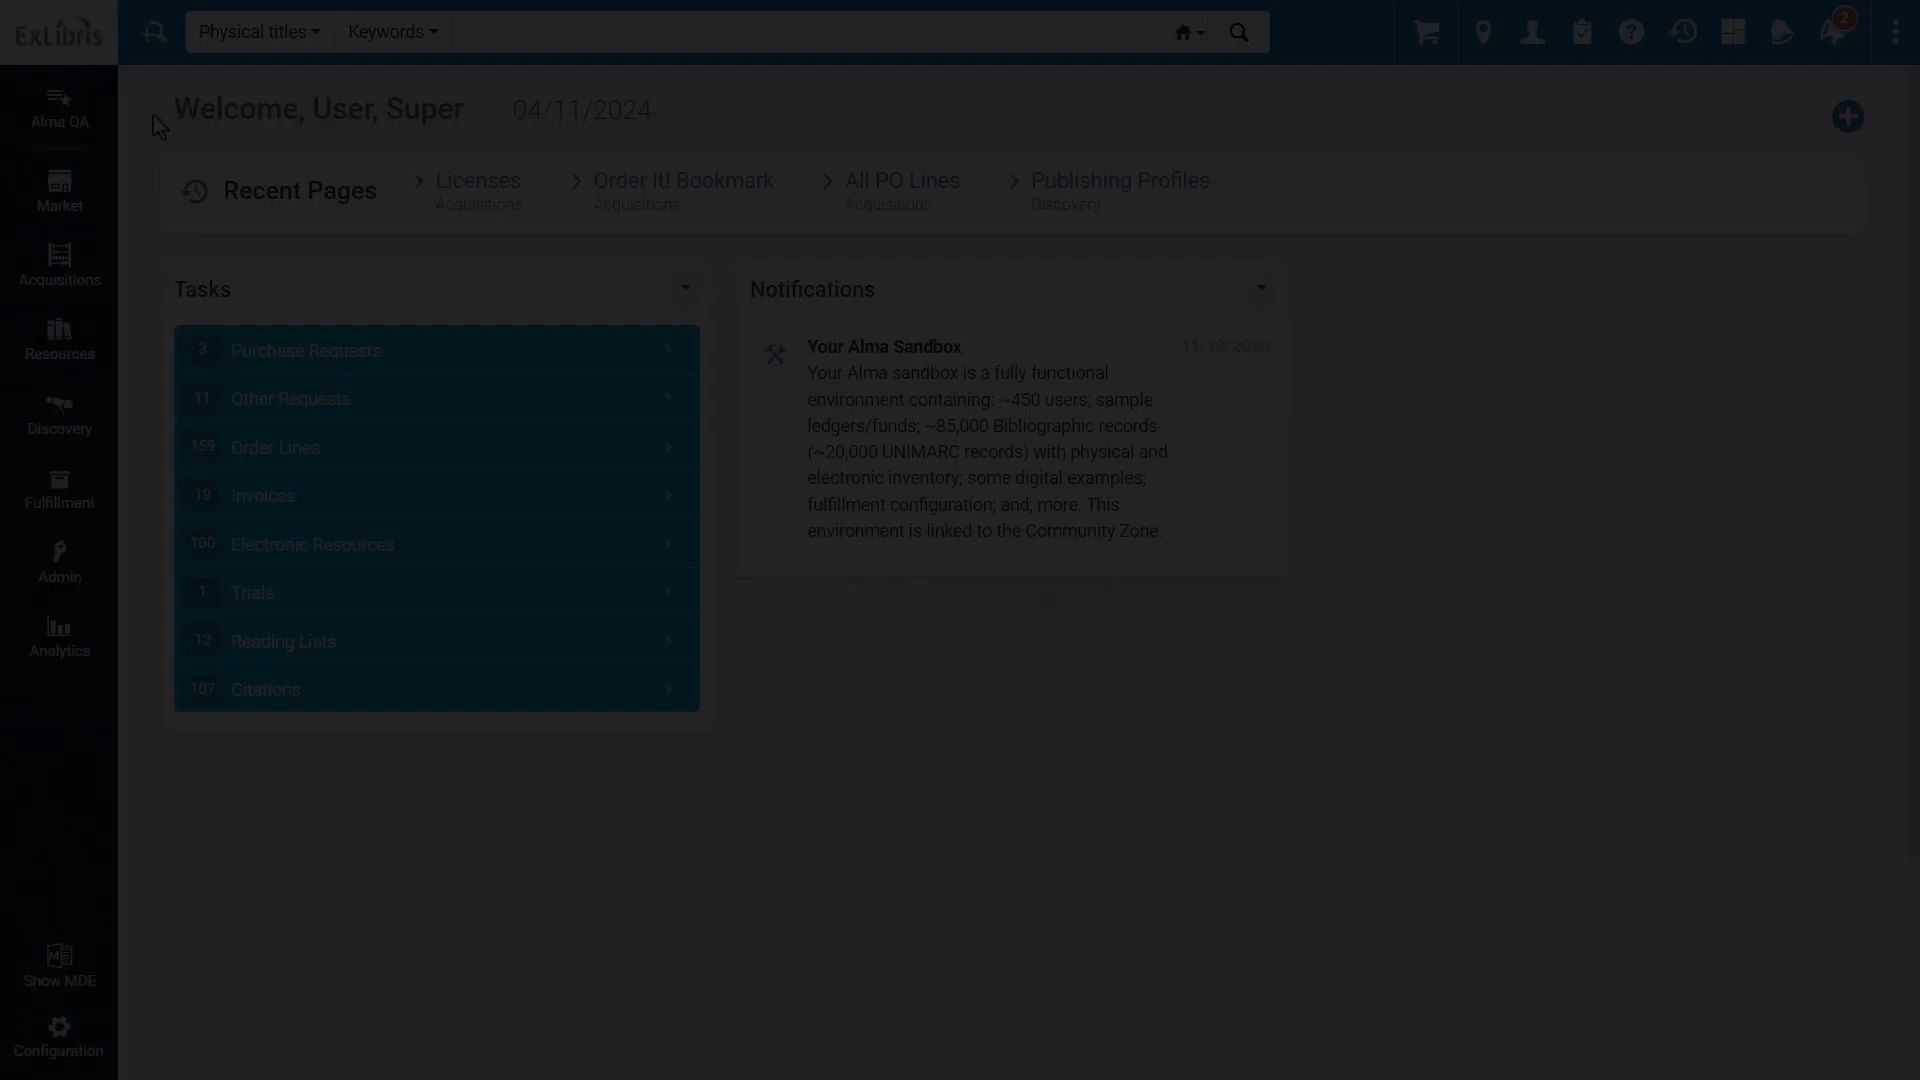 ExLibris
Physical titles
Keywords
2
Alma QA
Market
Acquisitions
Resources
Discovery
Fulfillment
Admin
Analytics
Show MDE
Configuration
Welcome, User, Super 04/11/2024
Recent Pages
Licenses
Acquisitions
Order It! Bookmark
Acquisitions
All PO Lines
Acquisitions
Publishing Profiles
Discovery
Tasks
3 Purchase Requests
11 Other Requests
159 Order Lines
19 Invoices
100 Electronic Resources
1 Trials
12 Reading Lists
107 Citations
Notifications
Your Alma Sandbox
Your Alma sandbox is a fully functional
environment containing: ~450 users; sample
ledgers/funds; ~85,000 Bibliographic records
(~20,000 UNIMARC records) with physical and
electronic inventory; some digital examples;
fulfillment configuration; and, more. This
environment is linked to the Community Zone.